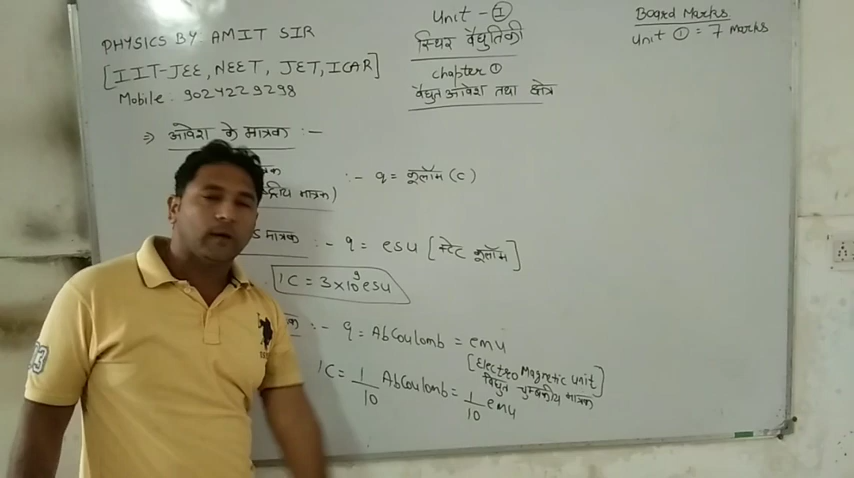 Unit - I
स्थिर वैद्युतिकी
chapter 1
वैद्युत आवेश तथा क्षेत्र
Board Marks
Unit 1 = 7 Marks
PHYSICS BY AMIT SIR
[IIT-JEE, NEET, JET, ICAR]
Mobile: 9024229298
⇒ आवेश के मात्रक :-
:- q = कूलॉम (C)
मात्रक)
मात्रक :- q = esu [स्टेट कूलॉम]
1C = 3×10⁹ esu
:- q = AbCoulomb = emu
[Electro Magnetic unit
विद्युत चुम्बकीय मात्रक]
1C = 1/10 AbCoulomb = 1/10 emu
03